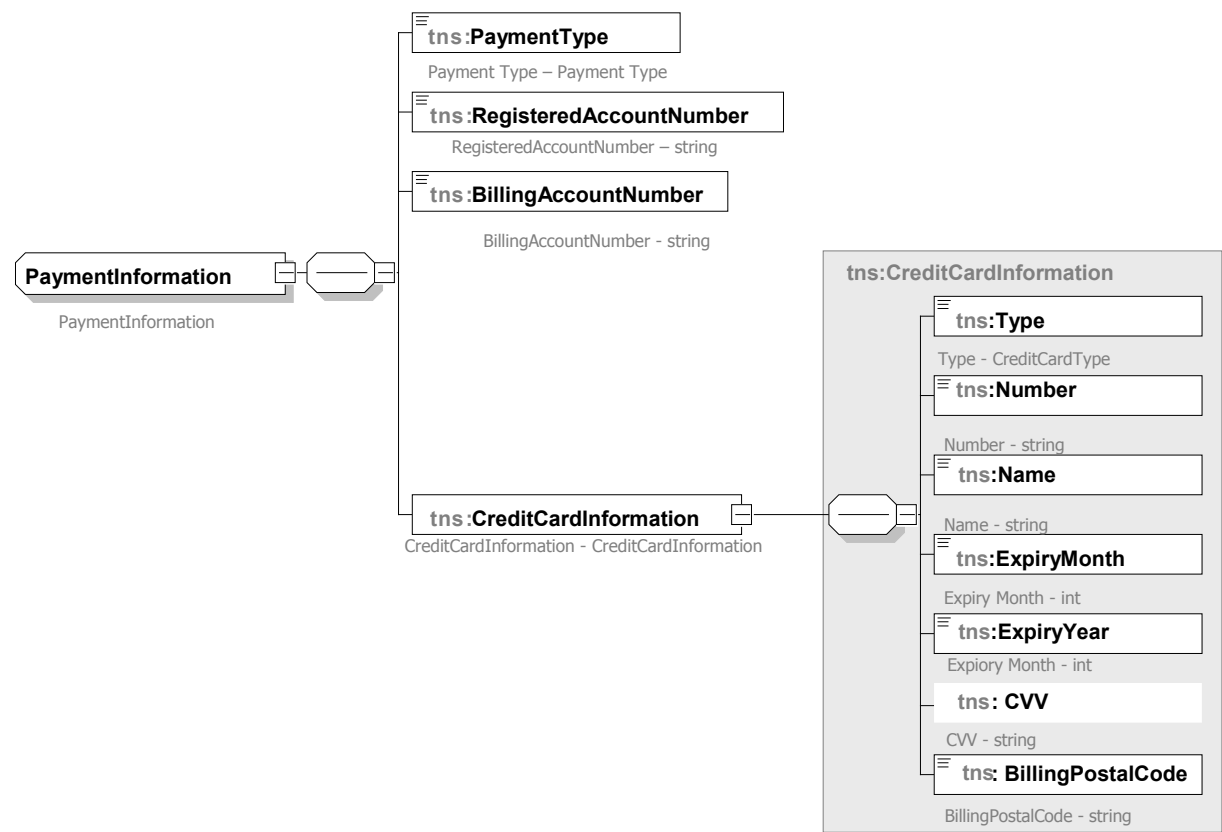 tns:PaymentType
Payment Type – Payment Type
tns:RegisteredAccountNumber
RegisteredAccountNumber – string
tns:BillingAccountNumber
BillingAccountNumber - string
PaymentInformation
PaymentInformation
tns:CreditCardInformation
CreditCardInformation - CreditCardInformation
tns:CreditCardInformation
tns:Type
Type - CreditCardType
tns:Number
Number - string
tns:Name
Name - string
tns:ExpiryMonth
Expiry Month - int
tns:ExpiryYear
Expiory Month - int
tns: CVV
CVV - string
tns: BillingPostalCode
BillingPostalCode - string